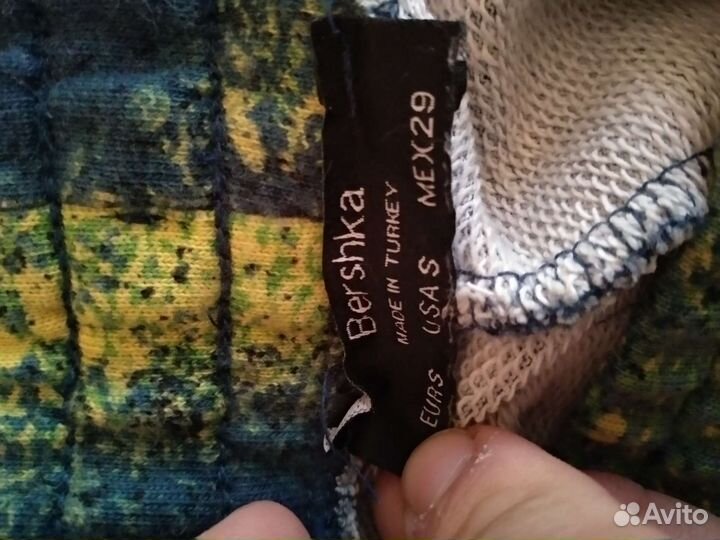 Bershka
MADE IN TURKEY
EUR S USA S MEX 29
Avito